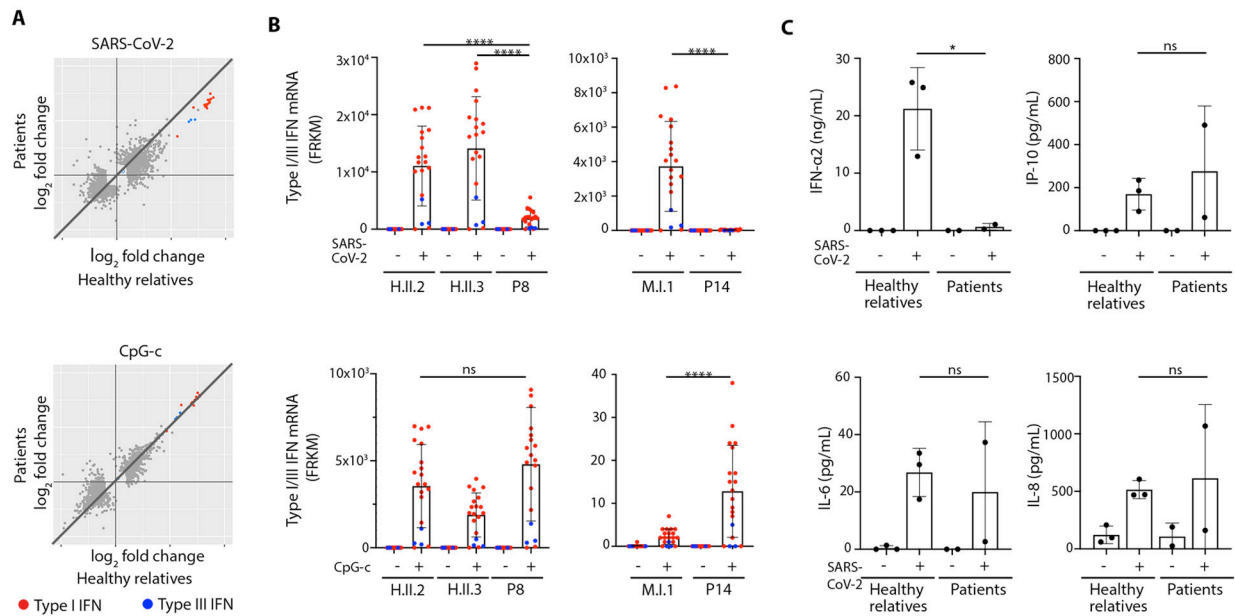 A
SARS-CoV-2
Patients
log2 fold change
log2 fold change
Healthy relatives
CpG-c
Patients
log2 fold change
log2 fold change
Healthy relatives
Type I IFN
Type III IFN
B
Type I/III IFN mRNA
(FRKM)
3x10⁴
2x10⁴
1x10⁴
0
****
****
SARS-
CoV-2
- + - + - +
H.II.2 H.II.3 P8
10x10³
8x10³
6x10³
4x10³
2x10³
0
****
- + - +
M.I.1 P14
Type I/III IFN mRNA
(FRKM)
10x10³
5x10³
0
ns
CpG-c
- + - + - +
H.II.2 H.II.3 P8
40
30
20
10
0
****
- + - +
M.I.1 P14
C
IFN-α2 (ng/mL)
30
20
10
0
*
SARS-
CoV-2
- + - +
Healthy
relatives
Patients
IP-10 (pg/mL)
800
600
400
200
0
ns
- + - +
Healthy
relatives
Patients
IL-6 (pg/mL)
60
40
20
0
ns
SARS-
CoV-2
- + - +
Healthy
relatives
Patients
IL-8 (pg/mL)
1500
1000
500
0
ns
- + - +
Healthy
relatives
Patients